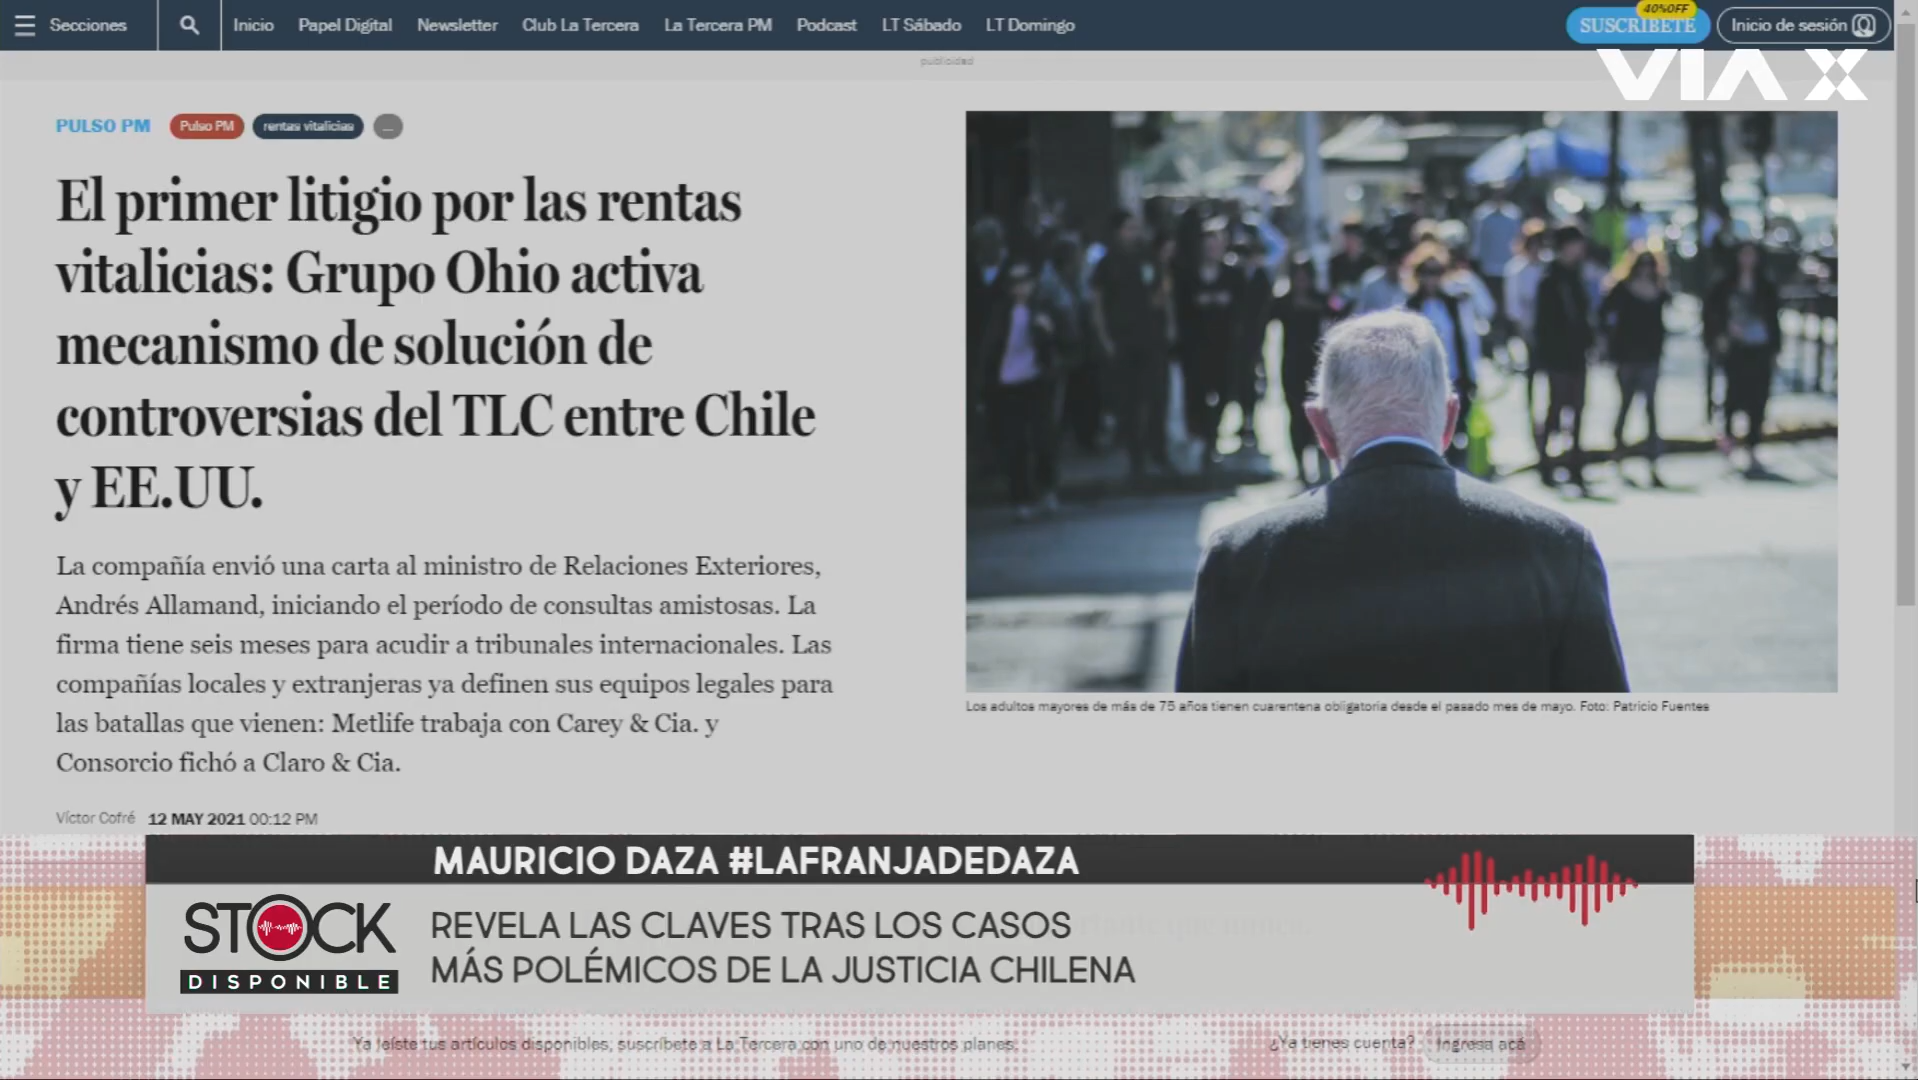 Secciones
Inicio
Papel Digital
Newsletter
Club La Tercera
La Tercera PM
Podcast
LT Sábado
LT Domingo
40%OFF
SUSCRÍBETE
Inicio de sesión
publicidad
VIA X
PULSO PM
Pulso PM
rentas vitalicias
...
El primer litigio por las rentas
vitalicias: Grupo Ohio activa
mecanismo de solución de
controversias del TLC entre Chile
y EE.UU.
La compañía envió una carta al ministro de Relaciones Exteriores,
Andrés Allamand, iniciando el período de consultas amistosas. La
firma tiene seis meses para acudir a tribunales internacionales. Las
compañías locales y extranjeras ya definen sus equipos legales para
las batallas que vienen: Metlife trabaja con Carey & Cia. y
Consorcio fichó a Claro & Cia.
Los adultos mayores de más de 75 años tienen cuarentena obligatoria desde el pasado mes de mayo. Foto: Patricio Fuentes
Víctor Cofré 12 MAY 2021 00:12 PM
MAURICIO DAZA #LAFRANJADEDAZA
STOCK
DISPONIBLE
REVELA LAS CLAVES TRAS LOS CASOS
MÁS POLÉMICOS DE LA JUSTICIA CHILENA
Ya leíste tus artículos disponibles, suscríbete a La Tercera con uno de nuestros planes.
¿Ya tienes cuenta?
Ingresa acá